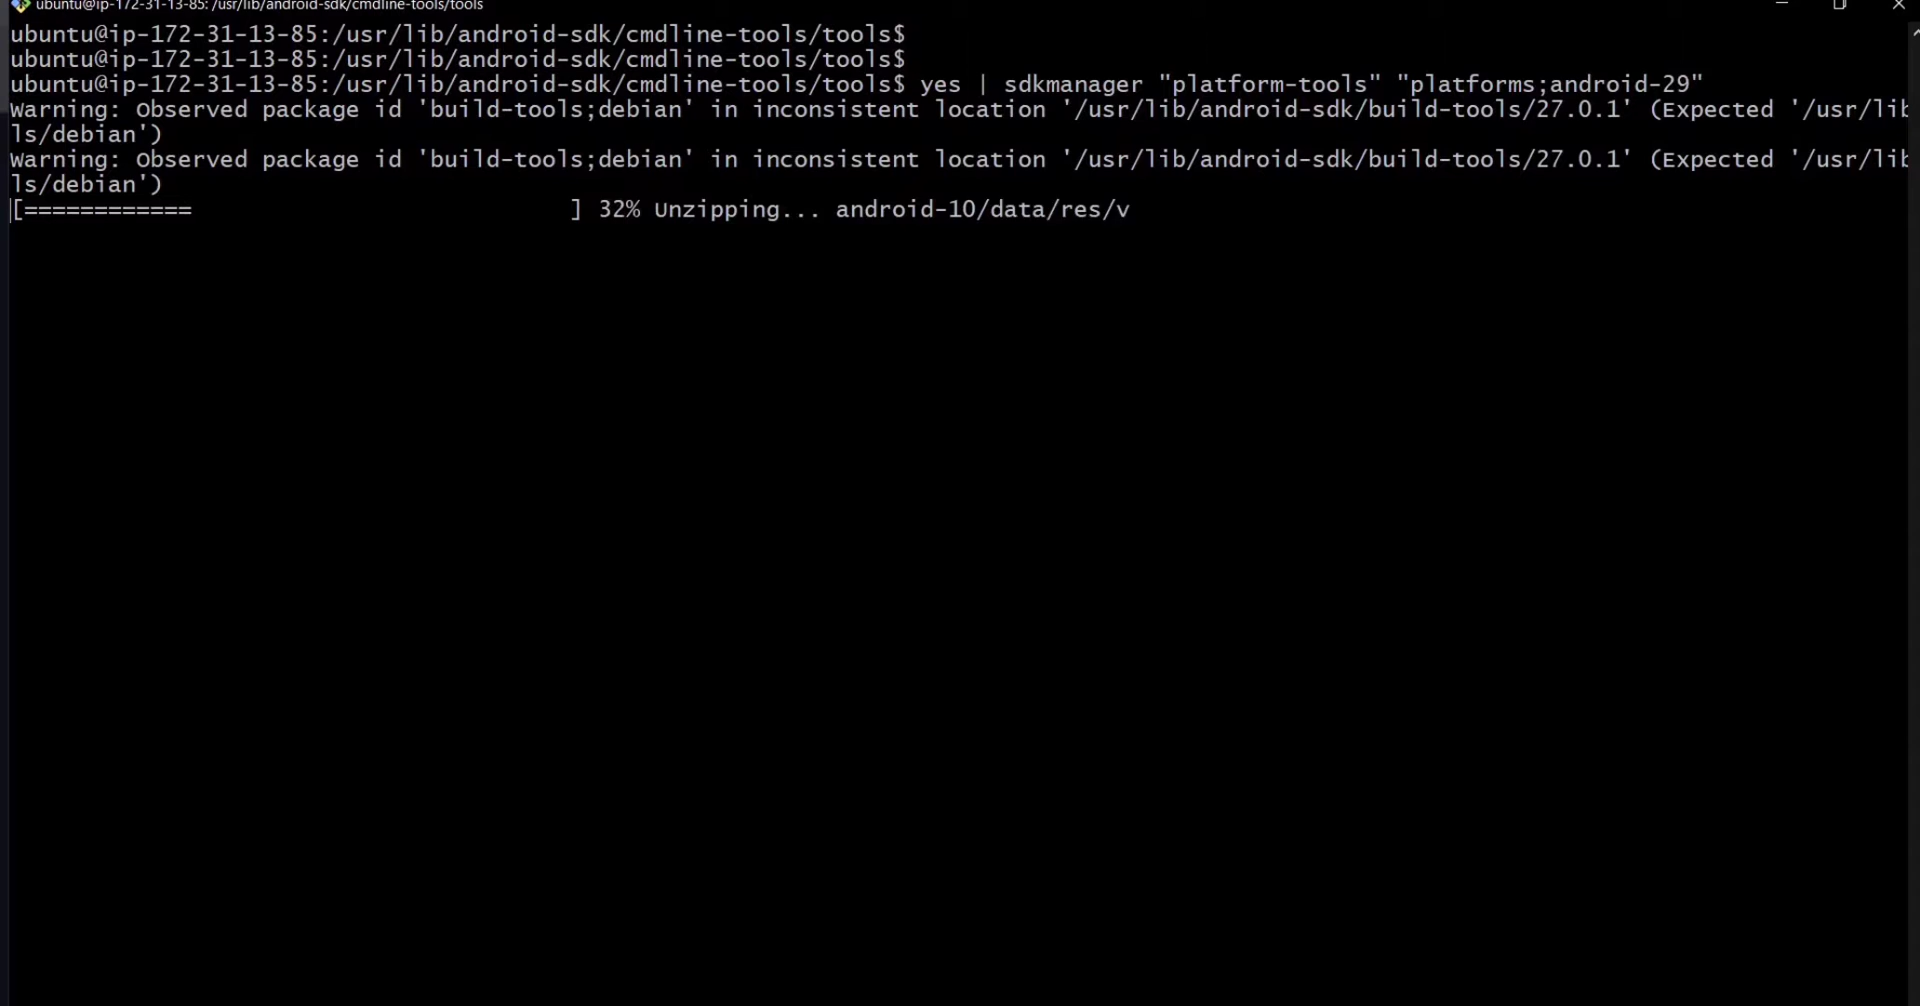 ubuntu@ip-172-31-13-85: /usr/lib/android-sdk/cmdline-tools/tools
ubuntu@ip-172-31-13-85:/usr/lib/android-sdk/cmdline-tools/tools$
ubuntu@ip-172-31-13-85:/usr/lib/android-sdk/cmdline-tools/tools$
ubuntu@ip-172-31-13-85:/usr/lib/android-sdk/cmdline-tools/tools$ yes | sdkmanager "platform-tools" "platforms;android-29"
Warning: Observed package id 'build-tools;debian' in inconsistent location '/usr/lib/android-sdk/build-tools/27.0.1' (Expected '/usr/lib
ls/debian')
Warning: Observed package id 'build-tools;debian' in inconsistent location '/usr/lib/android-sdk/build-tools/27.0.1' (Expected '/usr/lib
ls/debian')
[============                           ] 32% Unzipping... android-10/data/res/v